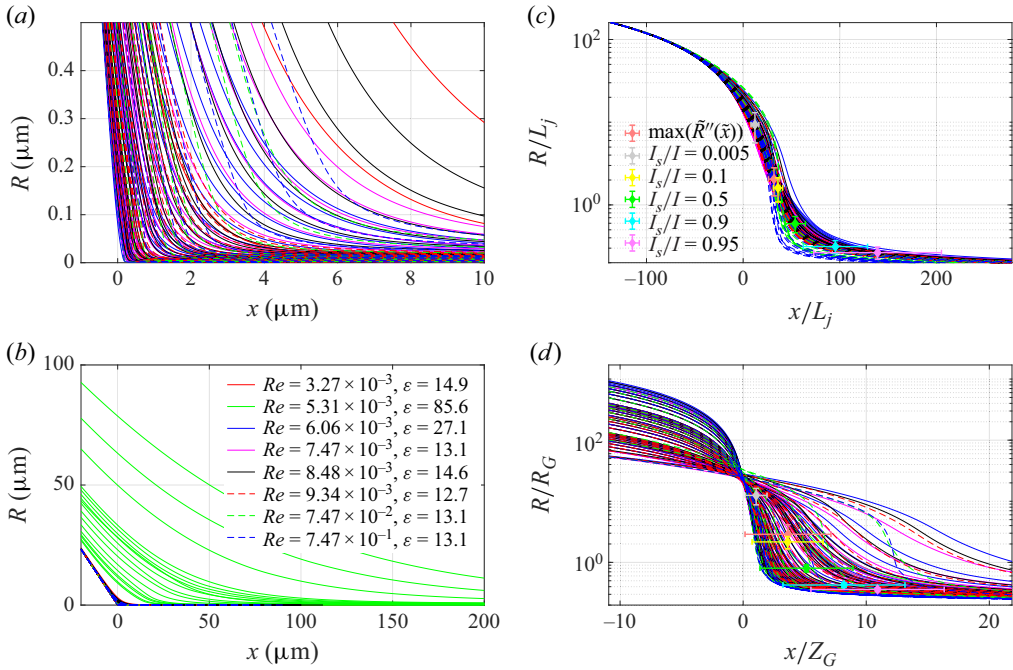 (a)
0.4
0.3
0.2
0.1
0
R (μm)
0 2 4 6 8 10
x (μm)
(b)
100
50
0
R (μm)
Re = 3.27 × 10⁻³, ε = 14.9
Re = 5.31 × 10⁻³, ε = 85.6
Re = 6.06 × 10⁻³, ε = 27.1
Re = 7.47 × 10⁻³, ε = 13.1
Re = 8.48 × 10⁻³, ε = 14.6
Re = 9.34 × 10⁻³, ε = 12.7
Re = 7.47 × 10⁻², ε = 13.1
Re = 7.47 × 10⁻¹, ε = 13.1
0 50 100 150 200
x (μm)
(c)
10²
10⁰
R/L_j
max(R̃″(x̃))
I_s/I = 0.005
I_s/I = 0.1
I_s/I = 0.5
I_s/I = 0.9
I_s/I = 0.95
−100 0 100 200
x/L_j
(d)
10²
10⁰
R/R_G
−10 0 10 20
x/Z_G